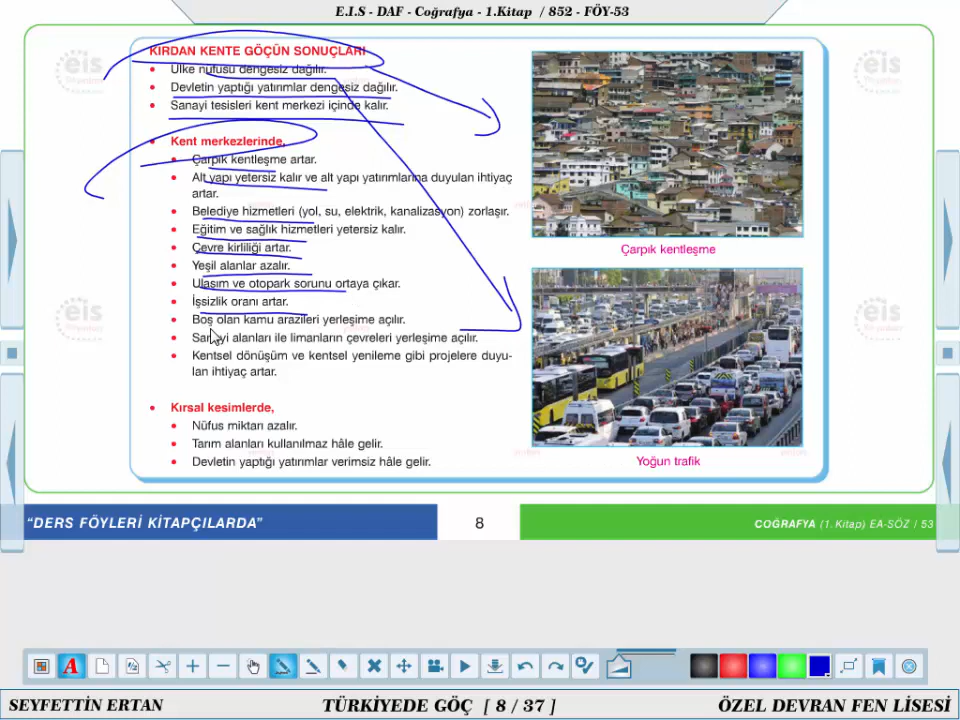 E.I.S - DAF - Coğrafya - 1.Kitap / 852 - FÖY-53
KIRDAN KENTE GÖÇÜN SONUÇLARI
Ülke nüfusu dengesiz dağılır.
Devletin yaptığı yatırımlar dengesiz dağılır.
Sanayi tesisleri kent merkezi içinde kalır.
Kent merkezlerinde,
Çarpık kentleşme artar.
Alt yapı yetersiz kalır ve alt yapı yatırımlarına duyulan ihtiyaç
artar.
Belediye hizmetleri (yol, su, elektrik, kanalizasyon) zorlaşır.
Eğitim ve sağlık hizmetleri yetersiz kalır.
Çevre kirliliği artar.
Yeşil alanlar azalır.
Ulaşım ve otopark sorunu ortaya çıkar.
İşsizlik oranı artar.
Boş olan kamu arazileri yerleşime açılır.
Sanayi alanları ile limanların çevreleri yerleşime açılır.
Kentsel dönüşüm ve kentsel yenileme gibi projelere duyu-
lan ihtiyaç artar.
Kırsal kesimlerde,
Nüfus miktarı azalır.
Tarım alanları kullanılmaz hâle gelir.
Devletin yaptığı yatırımlar verimsiz hâle gelir.
Çarpık kentleşme
Yoğun trafik
eis
eis
eis
eis
"DERS FÖYLERİ KİTAPÇILARDA"
8
COĞRAFYA (1. Kitap) EA-SÖZ / 53
A
SEYFETTİN ERTAN
TÜRKİYEDE GÖÇ [ 8 / 37 ]
ÖZEL DEVRAN FEN LİSESİ